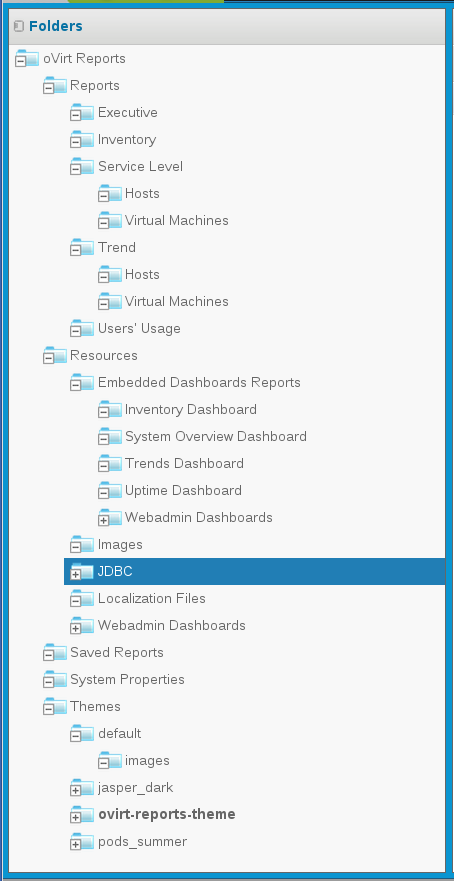 Folders
oVirt Reports
Reports
Executive
Inventory
Service Level
Hosts
Virtual Machines
Trend
Hosts
Virtual Machines
Users' Usage
Resources
Embedded Dashboards Reports
Inventory Dashboard
System Overview Dashboard
Trends Dashboard
Uptime Dashboard
Webadmin Dashboards
Images
JDBC
Localization Files
Webadmin Dashboards
Saved Reports
System Properties
Themes
default
images
jasper_dark
ovirt-reports-theme
pods_summer